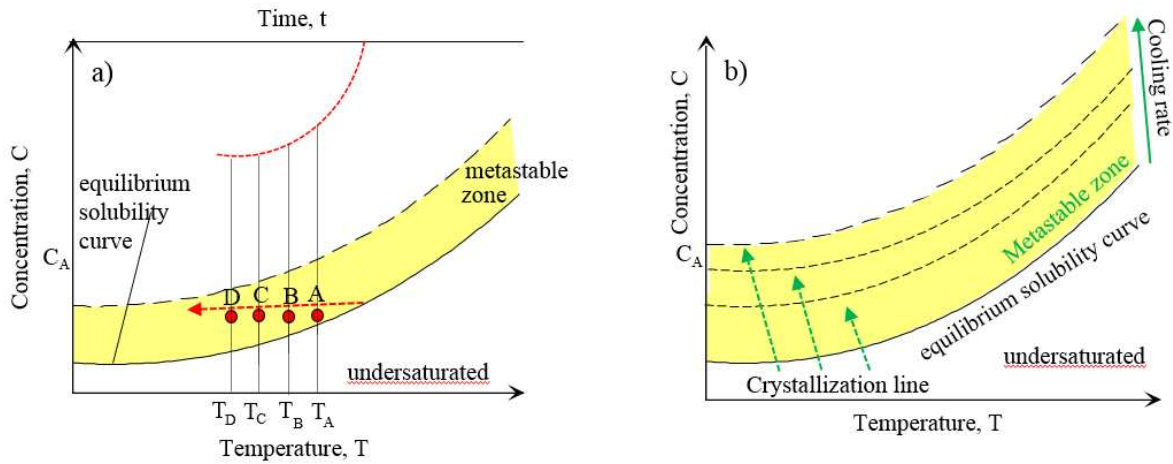 Time, t
a)
Concentration, C
equilibrium
solubility
curve
metastable
zone
C_A
D C B A
undersaturated
T_D T_C T_B T_A
Temperature, T
b)
Concentration, C
Cooling rate
C_A
Metastable zone
equilibrium solubility curve
undersaturated
Crystallization line
Temperature, T